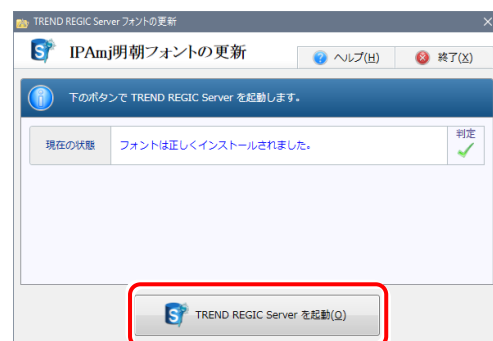 TREND REGIC Server フォントの更新
IPAmj明朝フォントの更新
ヘルプ(H)
終了(X)
下のボタンで TREND REGIC Server を起動します。
現在の状態
フォントは正しくインストールされました。
判定
TREND REGIC Server を起動(O)